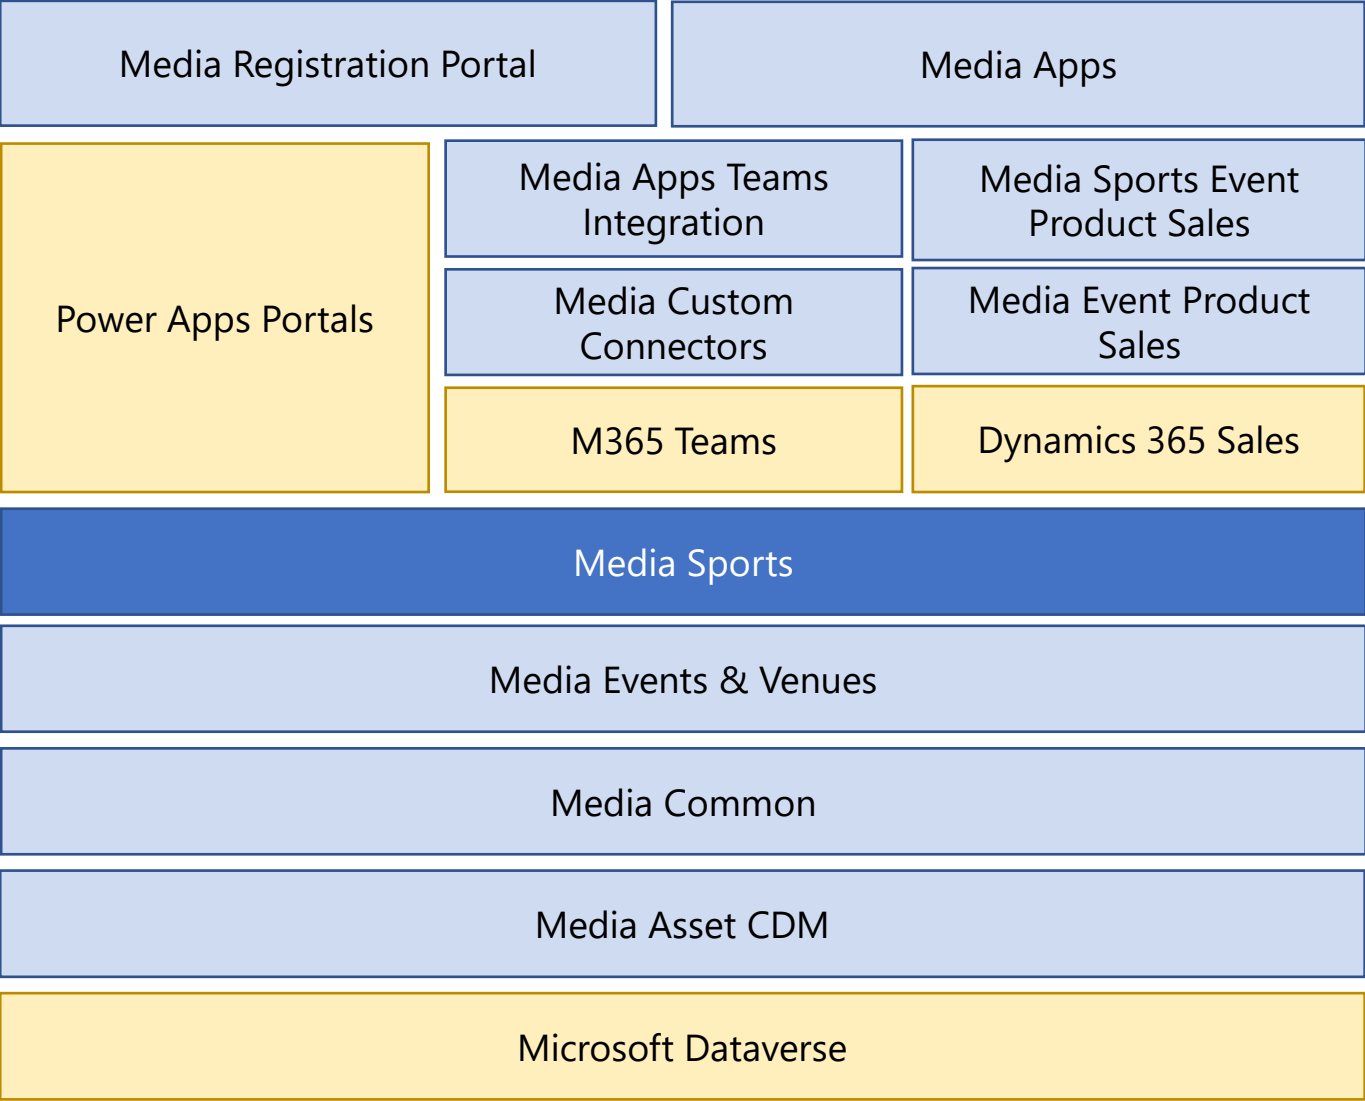 Media Registration Portal
Media Apps
Power Apps Portals
Media Apps Teams
Integration
Media Sports Event
Product Sales
Media Custom
Connectors
Media Event Product
Sales
M365 Teams
Dynamics 365 Sales
Media Sports
Media Events & Venues
Media Common
Media Asset CDM
Microsoft Dataverse